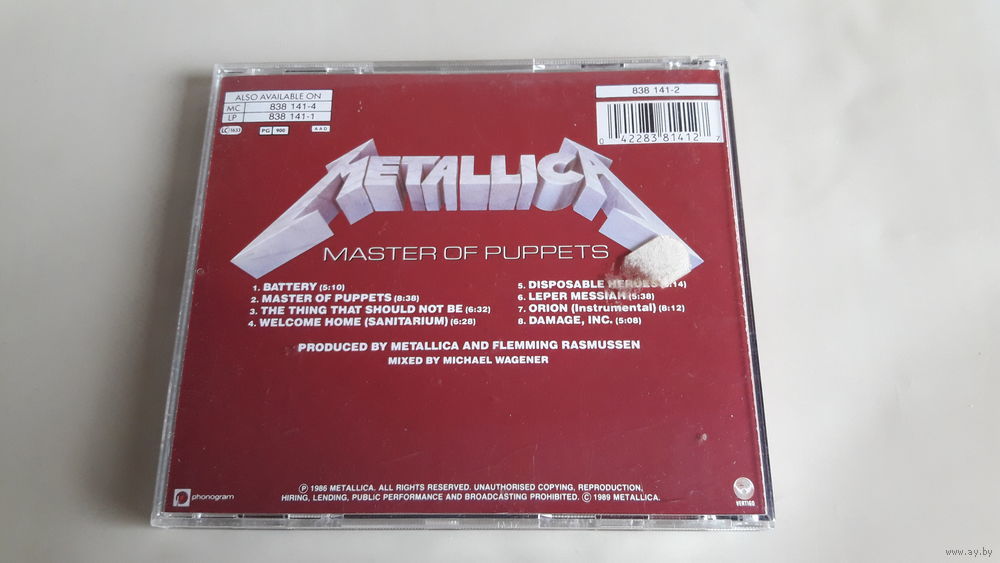 ALSO AVAILABLE ON
MC 838 141-4
LP 838 141-1
LC 1633 PG 900 AAD
838 141-2
0 42283 81412 7
METALLICA
MASTER OF PUPPETS
1. BATTERY (5:10)
2. MASTER OF PUPPETS (8:38)
3. THE THING THAT SHOULD NOT BE (6:32)
4. WELCOME HOME (SANITARIUM) (6:28)
5. DISPOSABLE HEROES :14)
6. LEPER MESSIAH (5:38)
7. ORION (Instrumental) (8:12)
8. DAMAGE, INC. (5:08)
PRODUCED BY METALLICA AND FLEMMING RASMUSSEN
MIXED BY MICHAEL WAGENER
Ⓟ 1986 METALLICA. ALL RIGHTS RESERVED. UNAUTHORISED COPYING, REPRODUCTION,
HIRING, LENDING, PUBLIC PERFORMANCE AND BROADCASTING PROHIBITED. Ⓒ 1989 METALLICA.
phonogram
VERTIGO
www.ay.by